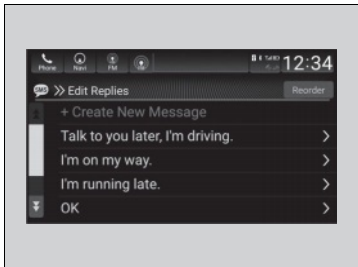 Phone Navi FM
12:34
SMS >> Edit Replies Reorder
+ Create New Message
Talk to you later, I'm driving.
I'm on my way.
I'm running late.
OK